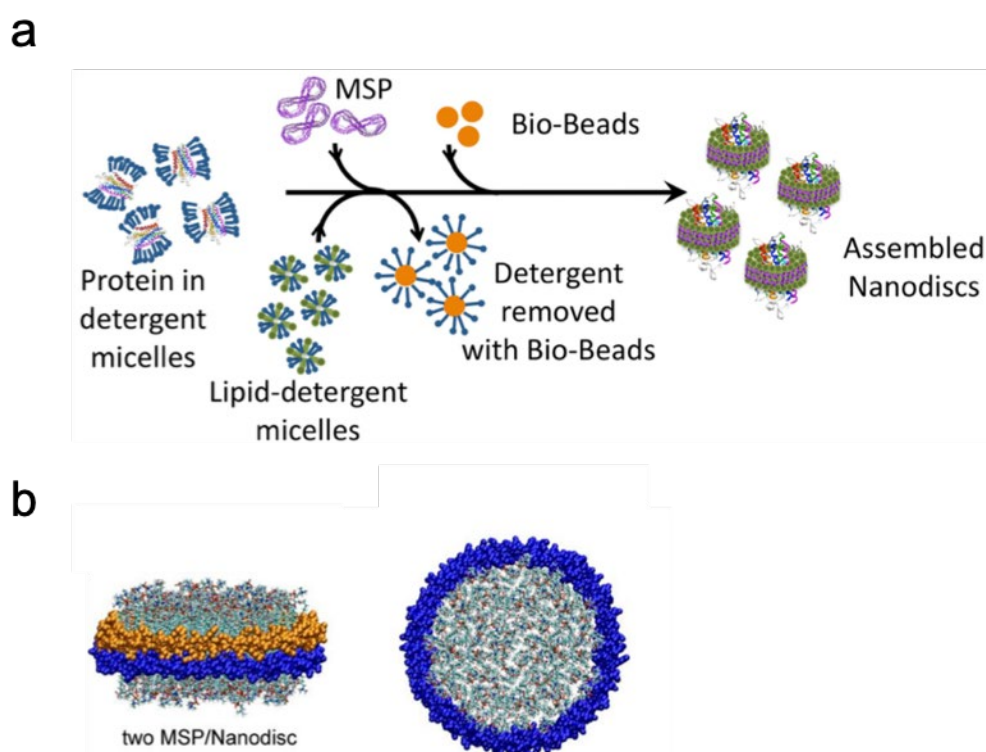 a
MSP
Bio-Beads
Protein in
detergent
micelles
Lipid-detergent
micelles
Detergent
removed
with Bio-Beads
Assembled
Nanodiscs
b
two MSP/Nanodisc